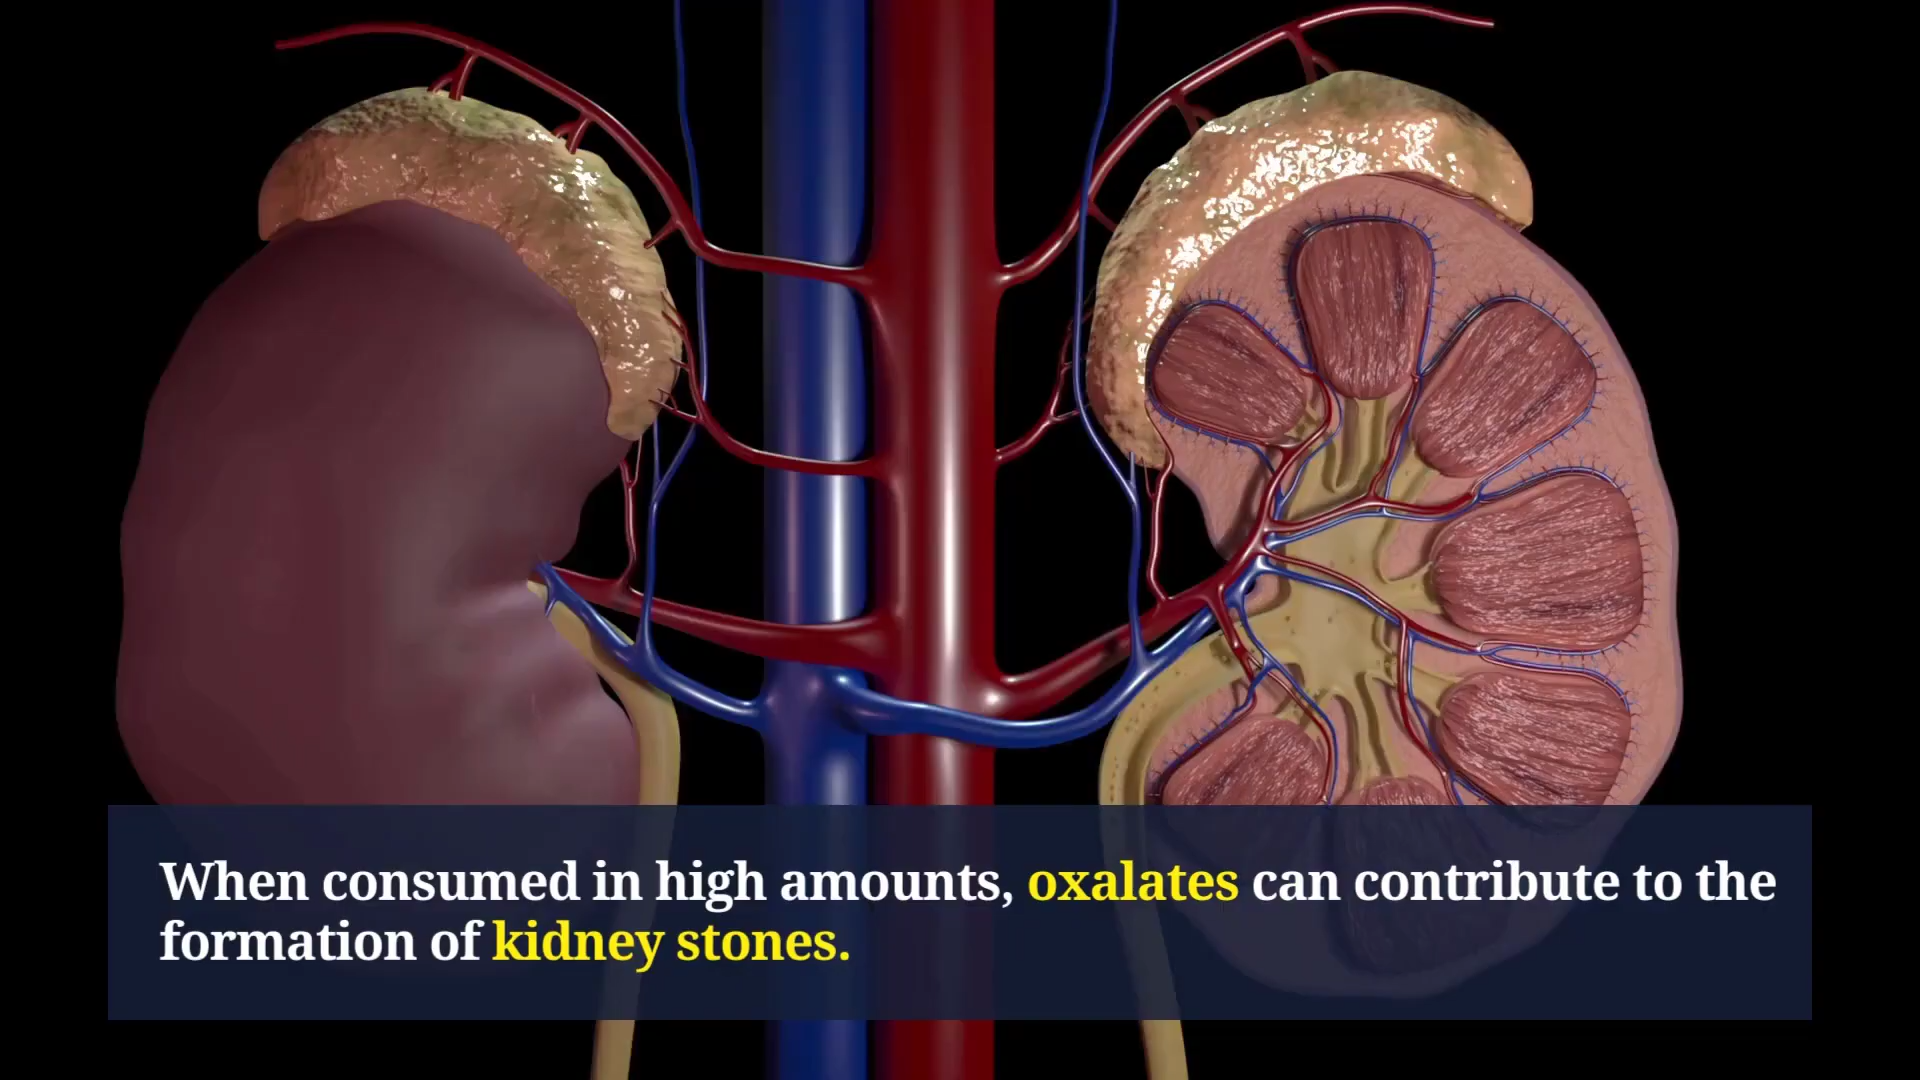 When consumed in high amounts, oxalates can contribute to the
formation of kidney stones.